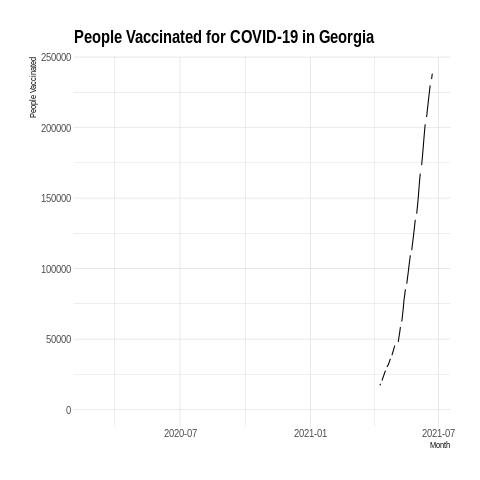 People Vaccinated for COVID-19 in Georgia
People Vaccinated
250000
200000
150000
100000
50000
0
2020-07 2021-01 2021-07
Month